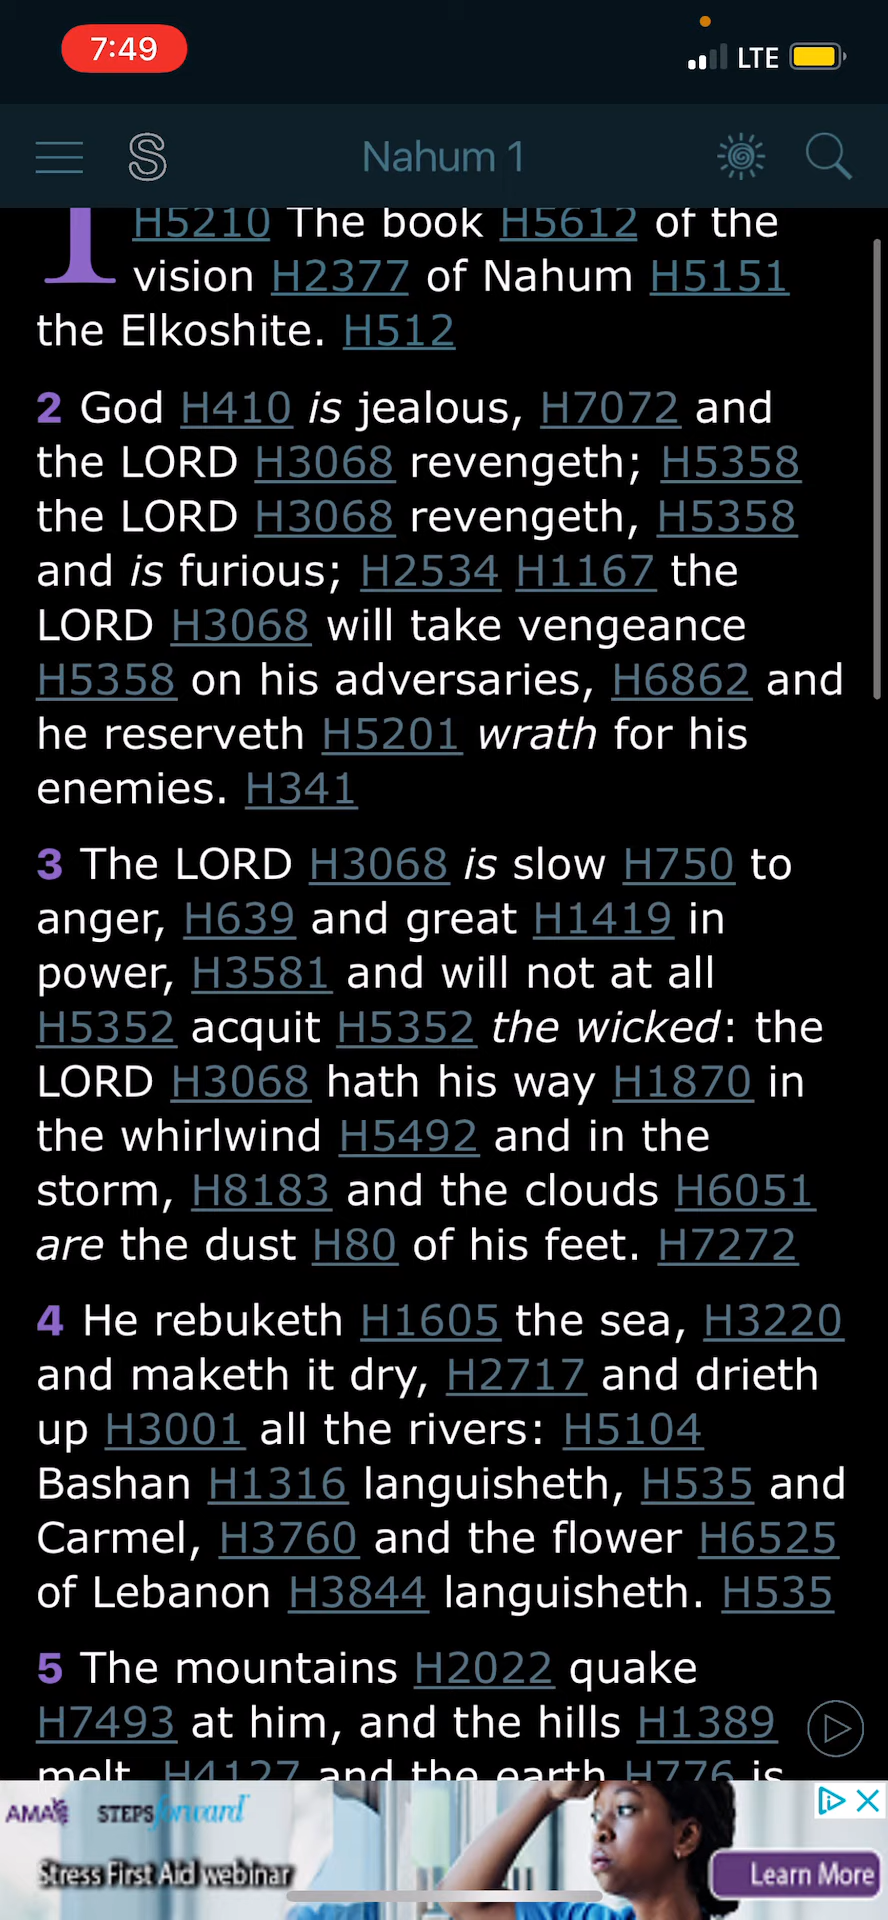 7:49
LTE
S
Nahum 1
1
H5210 The book H5612 of the
vision H2377 of Nahum H5151
the Elkoshite. H512
2 God H410 is jealous, H7072 and
the LORD H3068 revengeth; H5358
the LORD H3068 revengeth, H5358
and is furious; H2534 H1167 the
LORD H3068 will take vengeance
H5358 on his adversaries, H6862 and
he reserveth H5201 wrath for his
enemies. H341
3 The LORD H3068 is slow H750 to
anger, H639 and great H1419 in
power, H3581 and will not at all
H5352 acquit H5352 the wicked: the
LORD H3068 hath his way H1870 in
the whirlwind H5492 and in the
storm, H8183 and the clouds H6051
are the dust H80 of his feet. H7272
4 He rebuketh H1605 the sea, H3220
and maketh it dry, H2717 and drieth
up H3001 all the rivers: H5104
Bashan H1316 languisheth, H535 and
Carmel, H3760 and the flower H6525
of Lebanon H3844 languisheth. H535
5 The mountains H2022 quake
H7493 at him, and the hills H1389
melt, H4127 and the earth H776 is
AMA STEPS forward
Stress First Aid webinar
Learn More